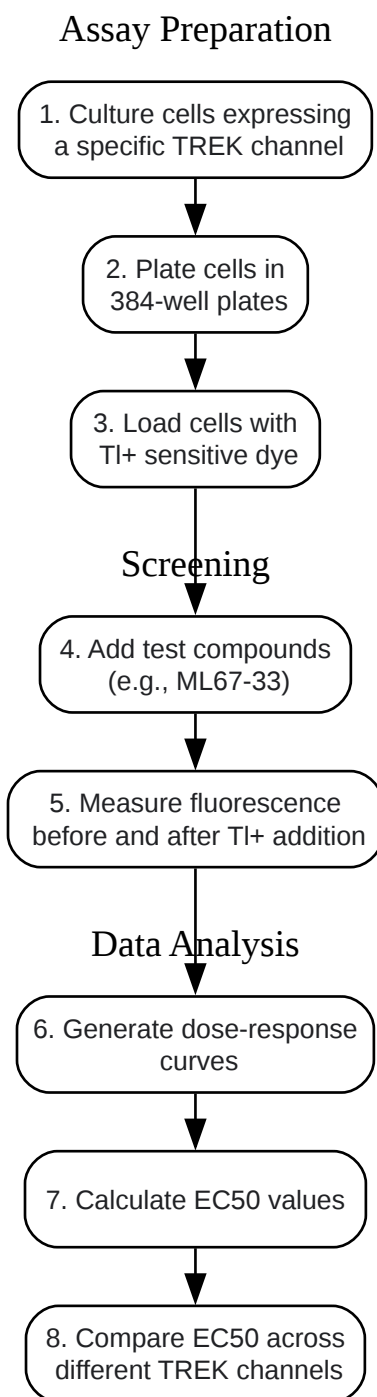 Assay Preparation
1. Culture cells expressing
a specific TREK channel
2. Plate cells in
384-well plates
3. Load cells with
Tl+ sensitive dye
Screening
4. Add test compounds
(e.g., ML67-33)
5. Measure fluorescence
before and after Tl+ addition
Data Analysis
6. Generate dose-response
curves
7. Calculate EC50 values
8. Compare EC50 across
different TREK channels